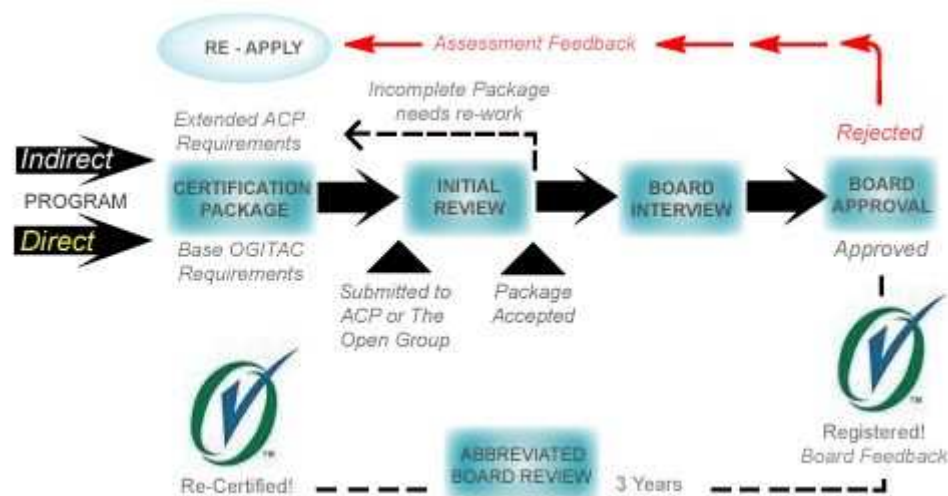 RE - APPLY
Assessment Feedback
Incomplete Package
needs re-work
Extended ACP
Requirements
Rejected
Indirect
PROGRAM
Direct
CERTIFICATION
PACKAGE
INITIAL
REVIEW
BOARD
INTERVIEW
BOARD
APPROVAL
Base OGITAC
Requirements
Approved
Submitted to
ACP or The
Open Group
Package
Accepted
TM
TM
Registered!
Board Feedback
ABBREVIATED
BOARD REVIEW
3 Years
Re-Certified!